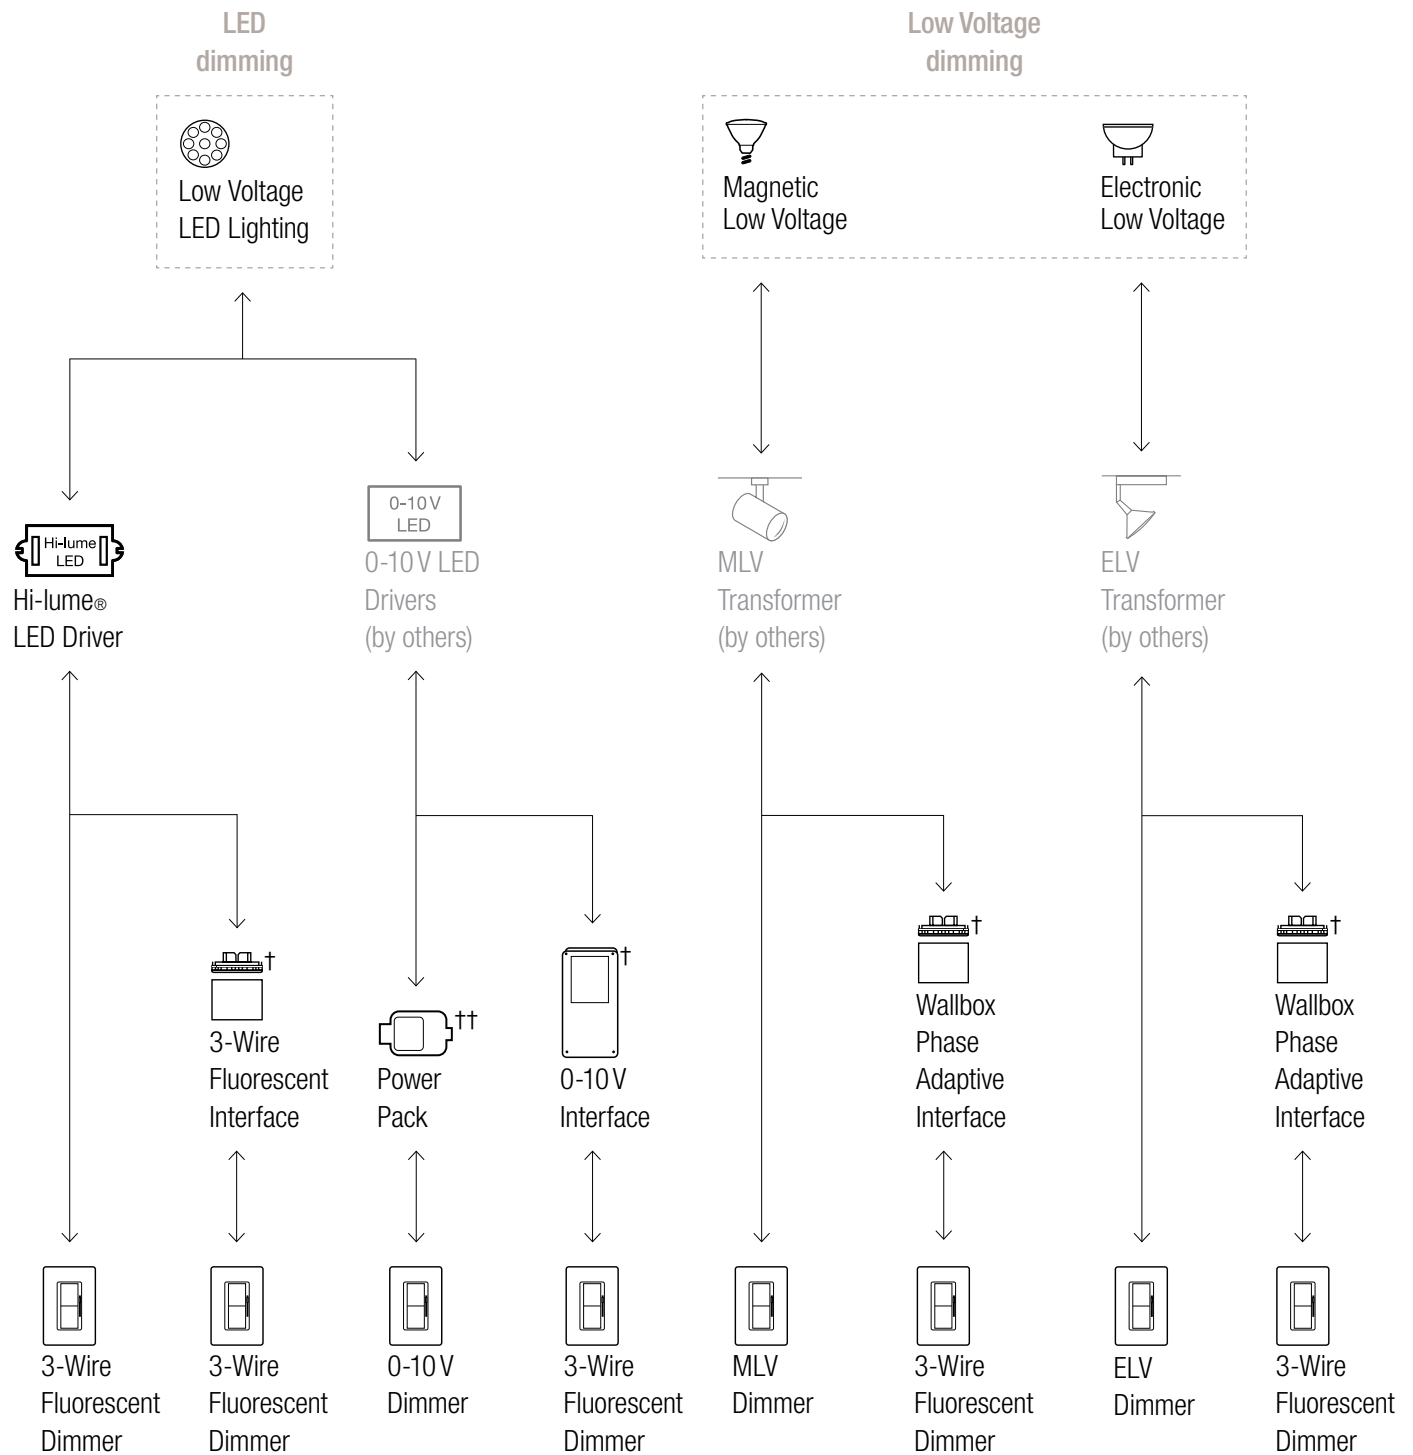 LED
dimming
Low Voltage
dimming
Low Voltage
LED Lighting
Magnetic
Low Voltage
Electronic
Low Voltage
Hi-lume
LED
Hi-lume®
LED Driver
0-10 V
LED
0-10 V LED
Drivers
(by others)
MLV
Transformer
(by others)
ELV
Transformer
(by others)
†
3-Wire
Fluorescent
Interface
††
Power
Pack
†
0-10 V
Interface
†
Wallbox
Phase
Adaptive
Interface
†
Wallbox
Phase
Adaptive
Interface
3-Wire
Fluorescent
Dimmer
3-Wire
Fluorescent
Dimmer
0-10 V
Dimmer
3-Wire
Fluorescent
Dimmer
MLV
Dimmer
3-Wire
Fluorescent
Dimmer
ELV
Dimmer
3-Wire
Fluorescent
Dimmer